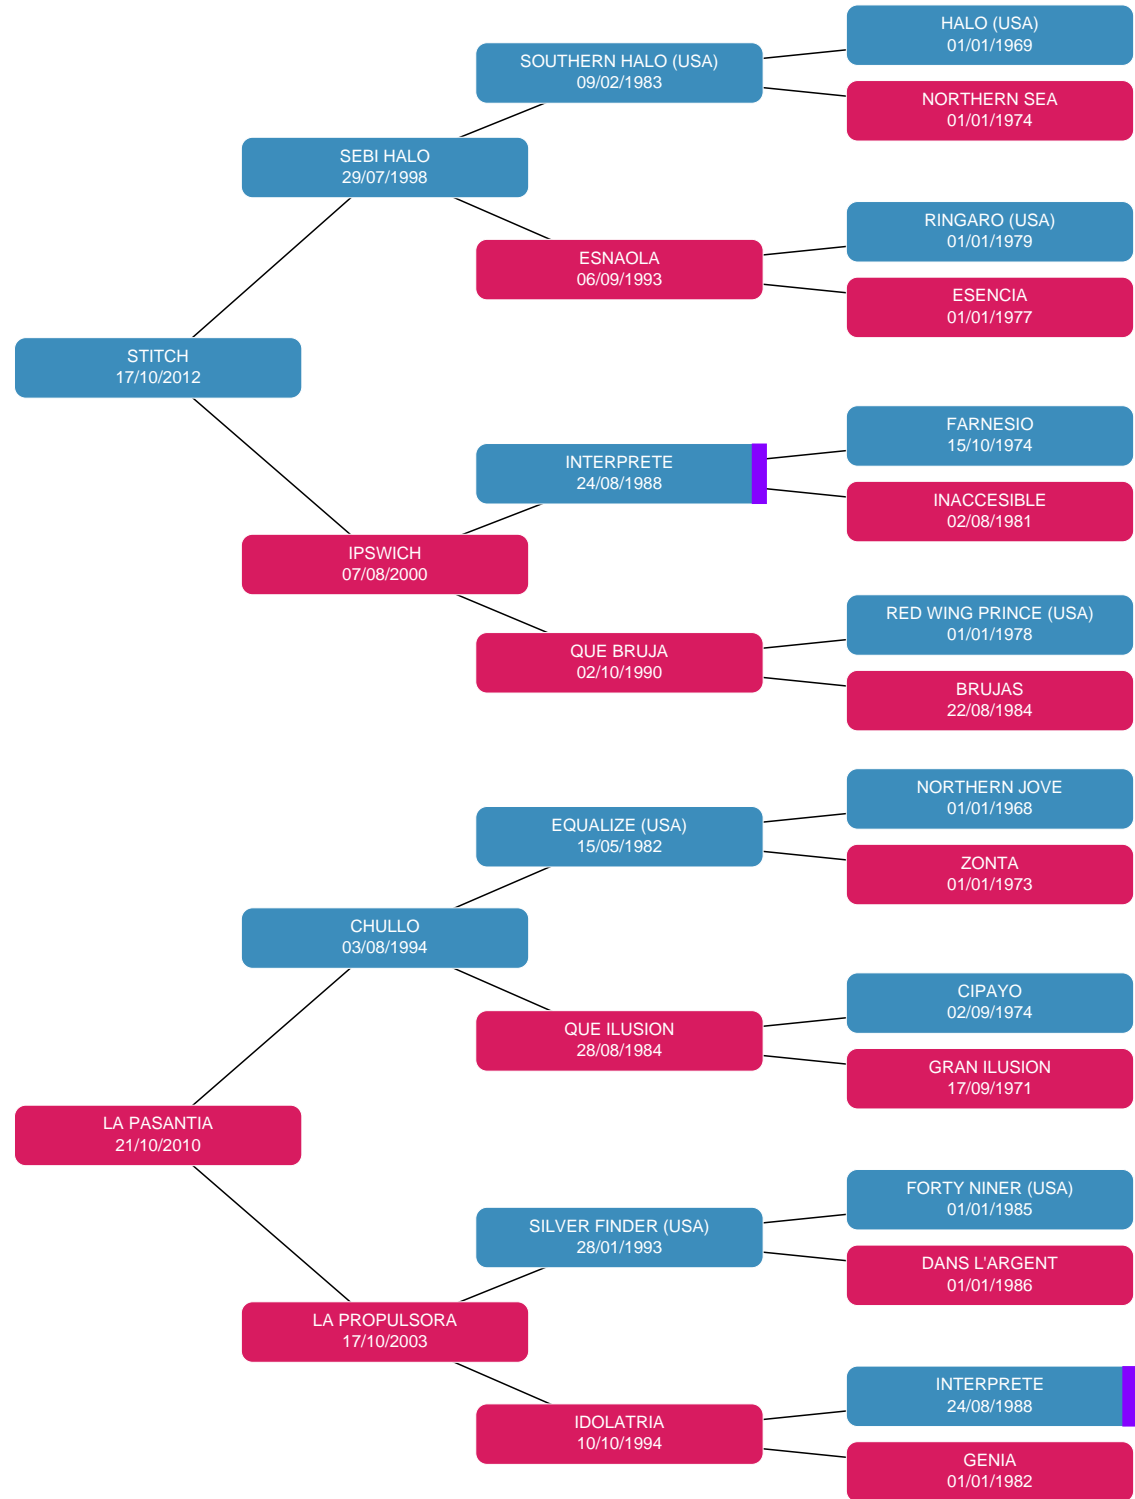 HALO (USA)
01/01/1969
SOUTHERN HALO (USA)
09/02/1983
NORTHERN SEA
01/01/1974
SEBI HALO
29/07/1998
RINGARO (USA)
01/01/1979
ESNAOLA
06/09/1993
ESENCIA
01/01/1977
STITCH
17/10/2012
FARNESIO
15/10/1974
INTERPRETE
24/08/1988
INACCESIBLE
02/08/1981
IPSWICH
07/08/2000
RED WING PRINCE (USA)
01/01/1978
QUE BRUJA
02/10/1990
BRUJAS
22/08/1984
NORTHERN JOVE
01/01/1968
EQUALIZE (USA)
15/05/1982
ZONTA
01/01/1973
CHULLO
03/08/1994
CIPAYO
02/09/1974
QUE ILUSION
28/08/1984
GRAN ILUSION
17/09/1971
LA PASANTIA
21/10/2010
FORTY NINER (USA)
01/01/1985
SILVER FINDER (USA)
28/01/1993
DANS L'ARGENT
01/01/1986
LA PROPULSORA
17/10/2003
INTERPRETE
24/08/1988
IDOLATRIA
10/10/1994
GENIA
01/01/1982